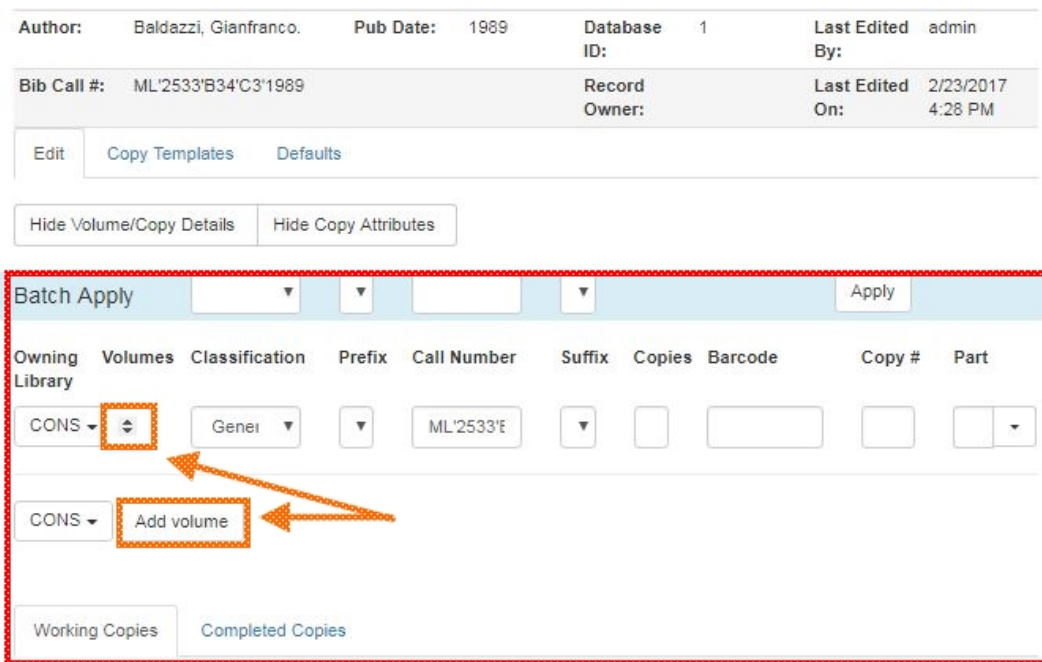 Author: Baldazzi, Gianfranco. Pub Date: 1989 Database ID: 1 Last Edited By: admin
Bib Call #: ML'2533'B34'C3'1989 Record Owner: Last Edited On: 2/23/2017 4:28 PM
Edit Copy Templates Defaults
Hide Volume/Copy Details Hide Copy Attributes
Batch Apply Apply
Owning Library Volumes Classification Prefix Call Number Suffix Copies Barcode Copy # Part
CONS Gener ML'2533'B
CONS Add volume
Working Copies Completed Copies